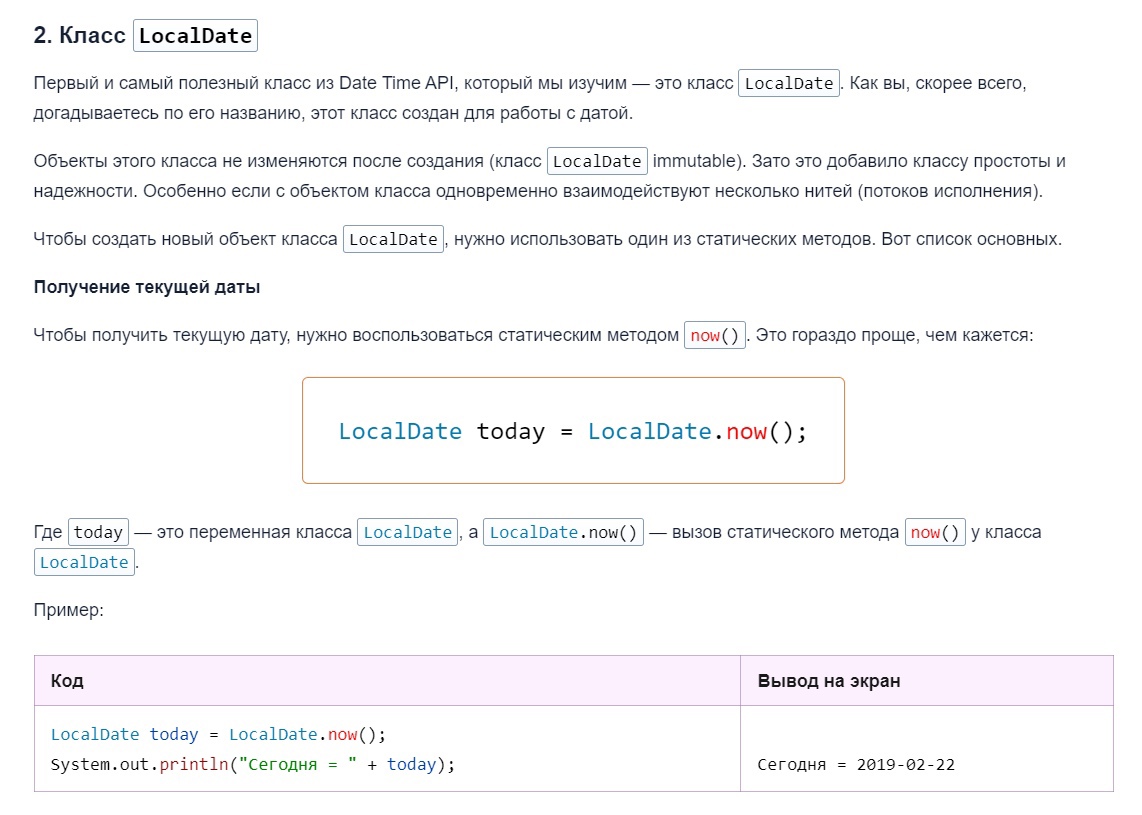 2. Класс LocalDate
Первый и самый полезный класс из Date Time API, который мы изучим — это класс LocalDate. Как вы, скорее всего,
догадываетесь по его названию, этот класс создан для работы с датой.
Объекты этого класса не изменяются после создания (класс LocalDate immutable). Зато это добавило классу простоты и
надежности. Особенно если с объектом класса одновременно взаимодействуют несколько нитей (потоков исполнения).
Чтобы создать новый объект класса LocalDate, нужно использовать один из статических методов. Вот список основных.
Получение текущей даты
Чтобы получить текущую дату, нужно воспользоваться статическим методом now(). Это гораздо проще, чем кажется:
LocalDate today = LocalDate.now();
Где today — это переменная класса LocalDate, а LocalDate.now() — вызов статического метода now() у класса
LocalDate.
Пример:
Код Вывод на экран
LocalDate today = LocalDate.now();
System.out.println("Сегодня = " + today); Сегодня = 2019-02-22